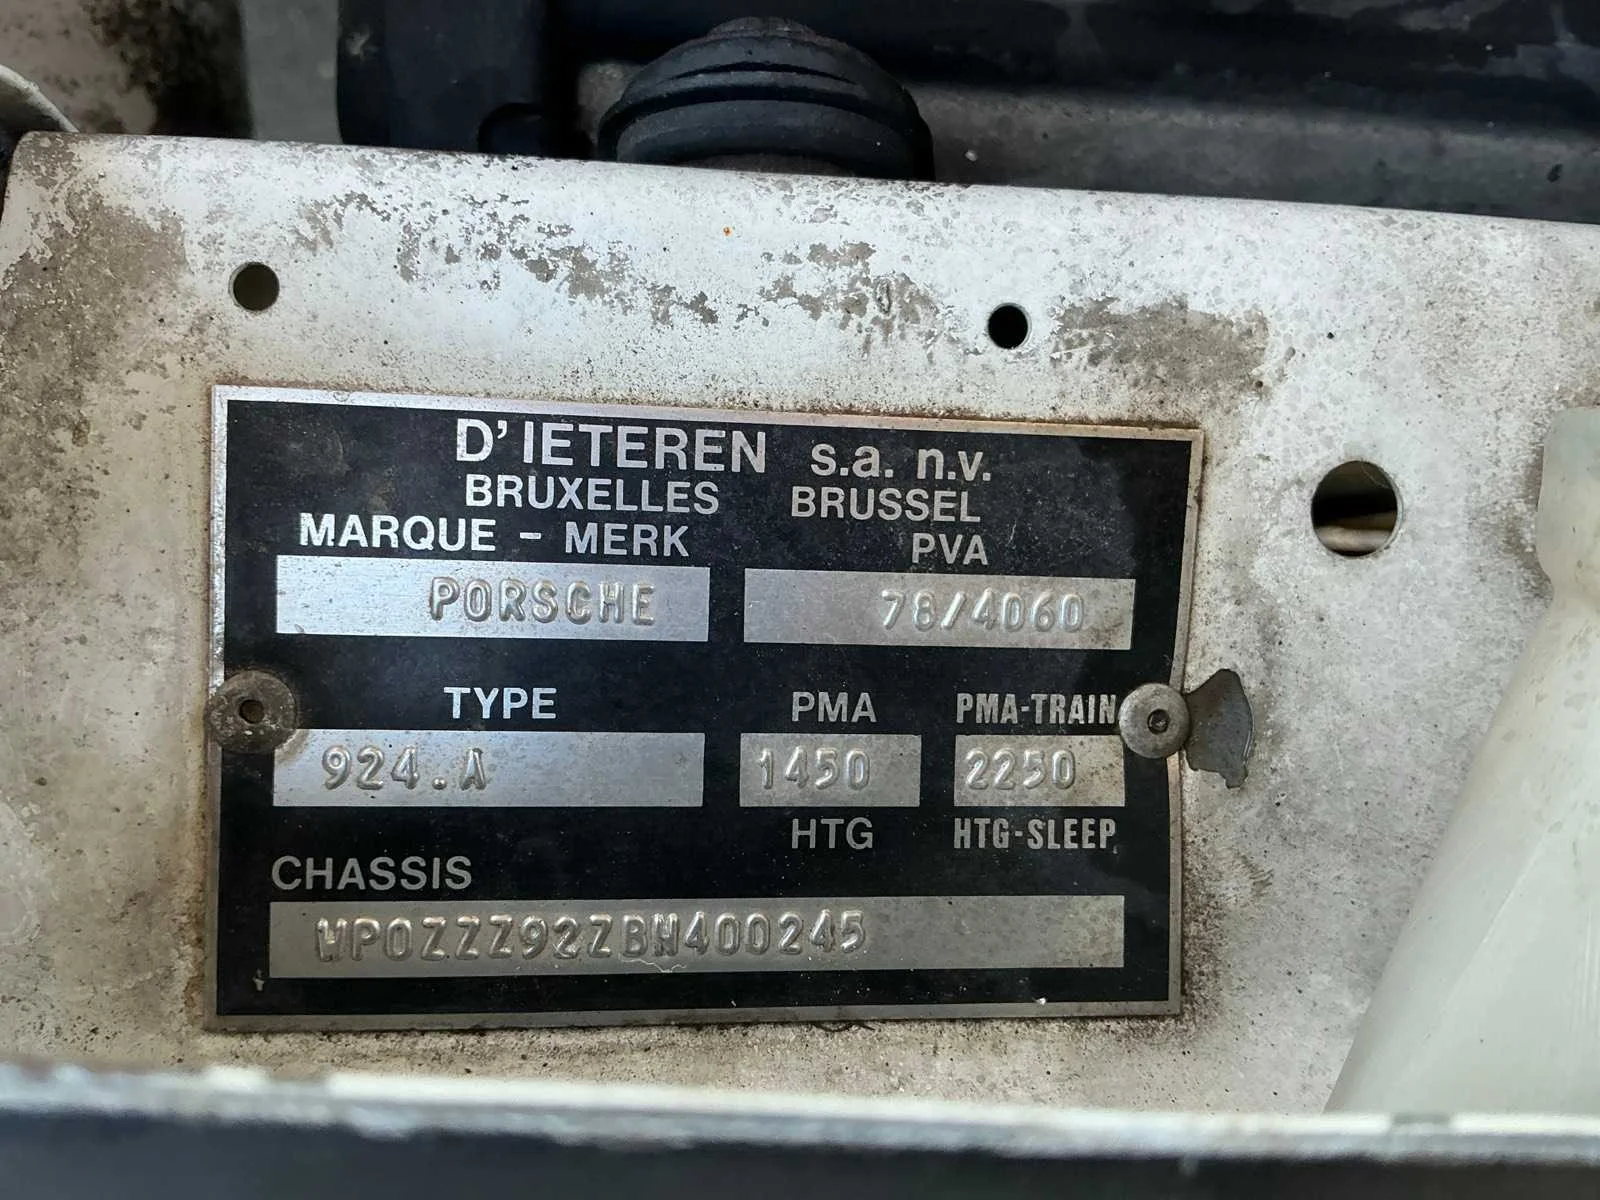 D'IETEREN s.a. n.v.
BRUXELLES BRUSSEL
MARQUE - MERK PVA
PORSCHE 78/4060
TYPE PMA PMA-TRAIN
924.A 1450 2250
HTG HTG-SLEEP.
CHASSIS
WP0ZZZ92ZBN400245